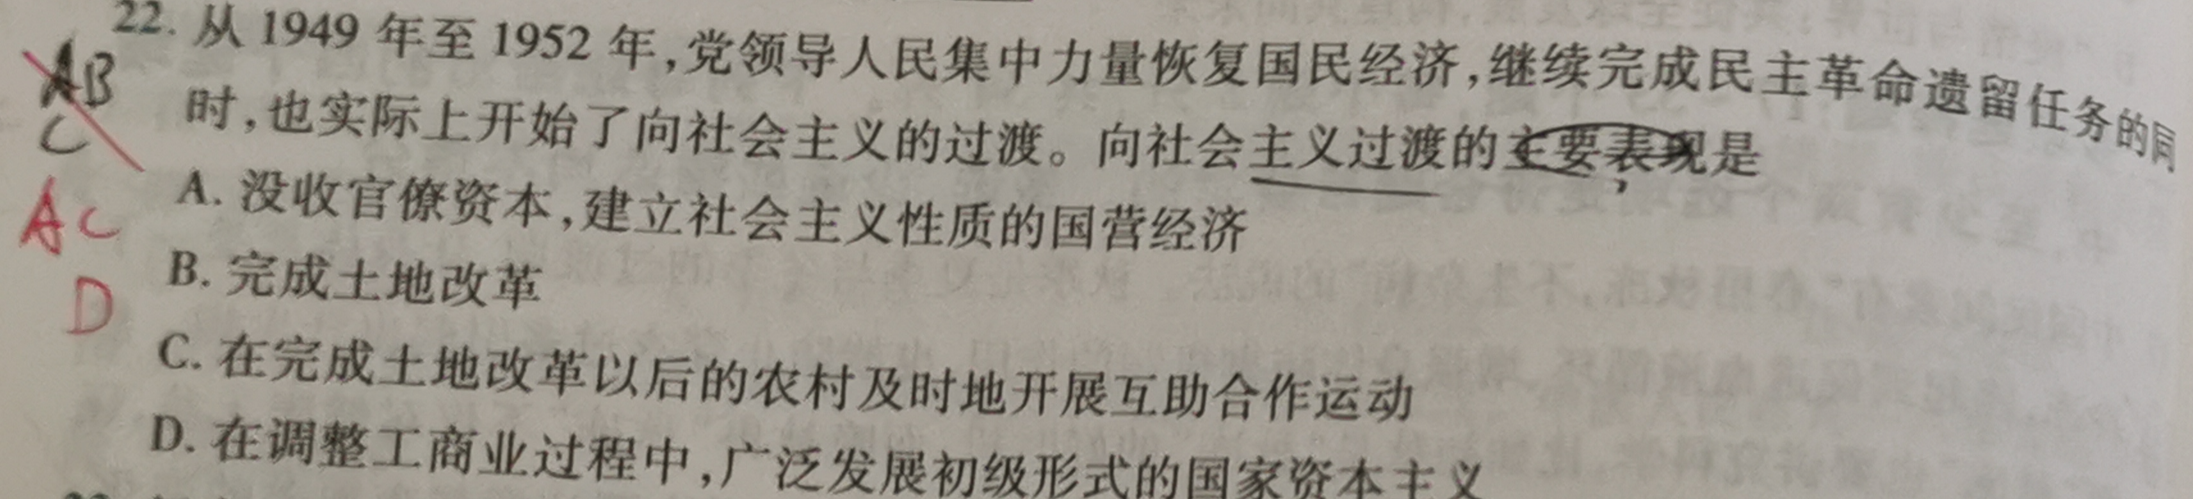 22. 从 1949 年至 1952 年,党领导人民集中力量恢复国民经济,继续完成民主革命遗留任务的同
时,也实际上开始了向社会主义的过渡。向社会主义过渡的主要表现是
A. 没收官僚资本,建立社会主义性质的国营经济
B. 完成土地改革
C. 在完成土地改革以后的农村及时地开展互助合作运动
D. 在调整工商业过程中,广泛发展初级形式的国家资本主义
AB
C
AC
D